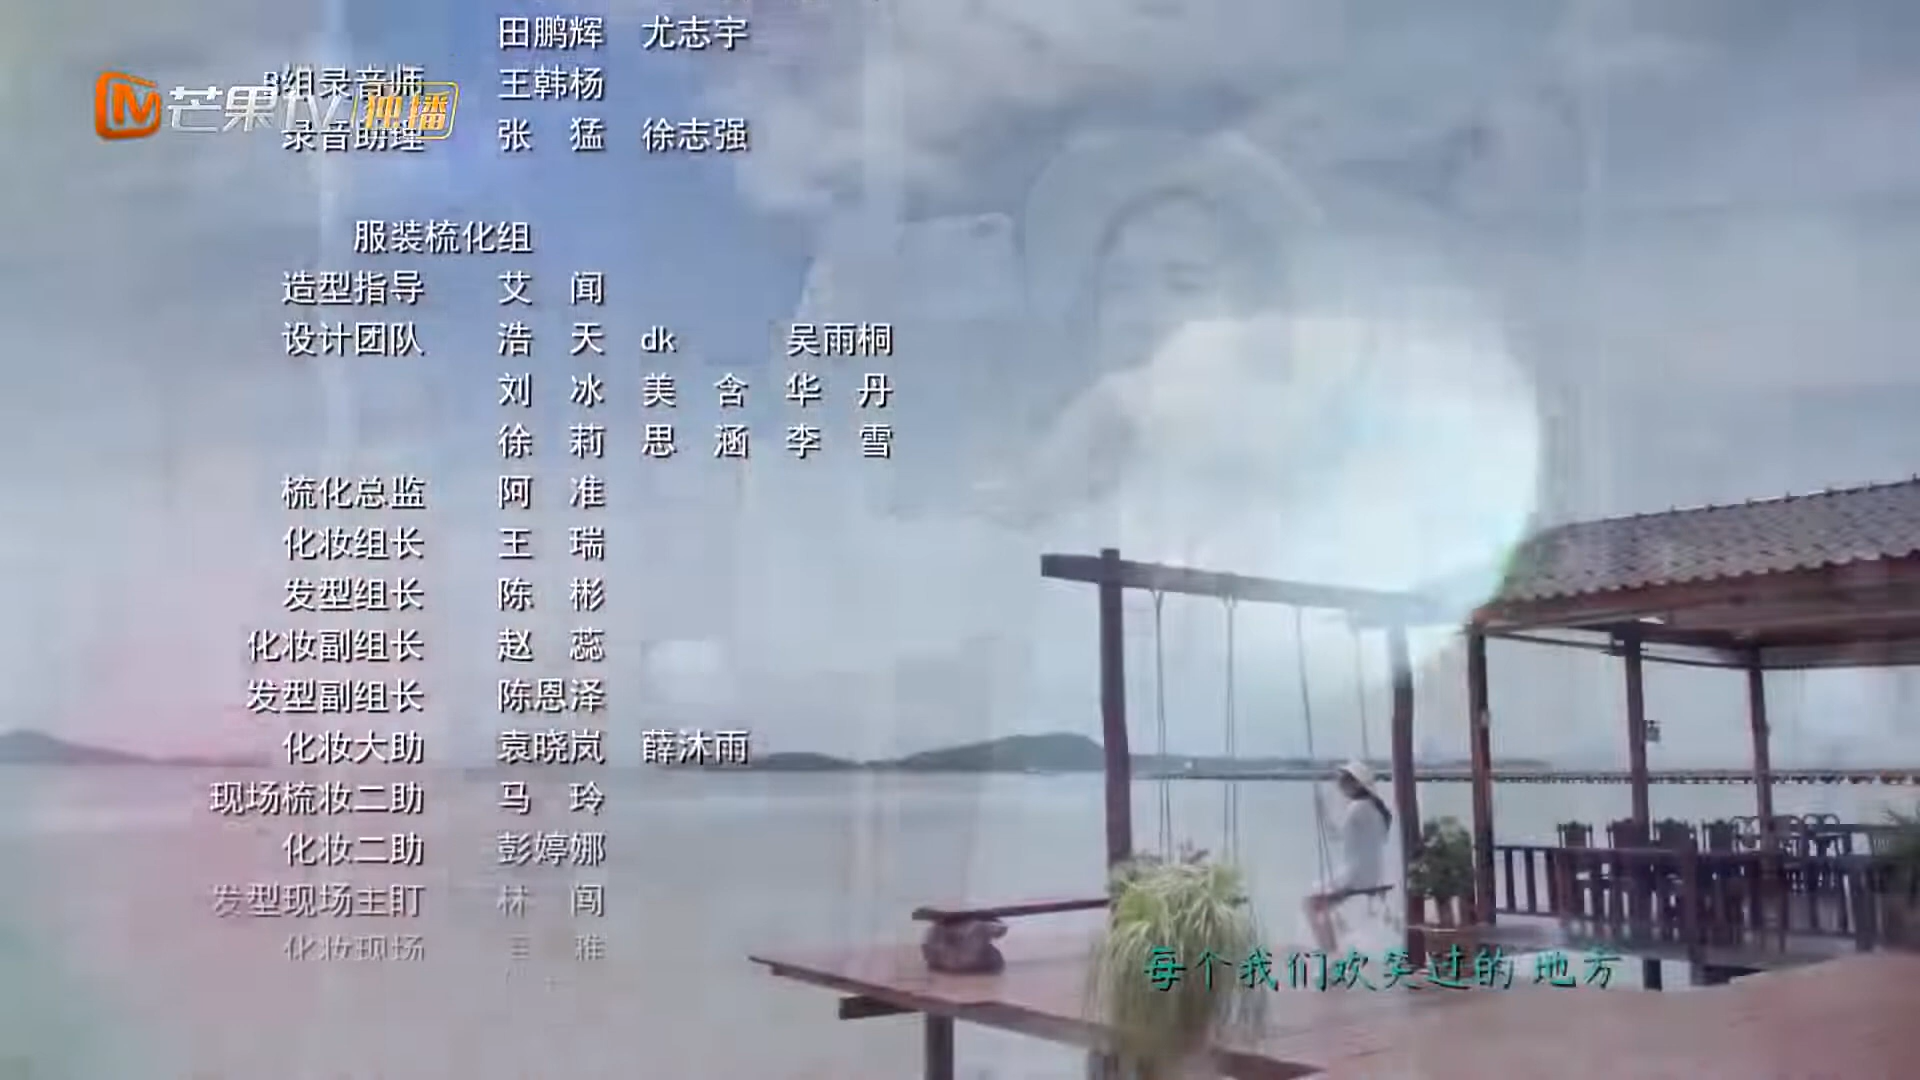 田鹏辉 尤志宇
B组录音师 王韩杨
芒果TV 独播
录音助理 张 猛 徐志强
服装梳化组
造型指导 艾 闻
设计团队 浩 天 dk 吴雨桐
刘 冰 美 含 华 丹
徐 莉 思 涵 李 雪
梳化总监 阿 准
化妆组长 王 瑞
发型组长 陈 彬
化妆副组长 赵 蕊
发型副组长 陈恩泽
化妆大助 袁晓岚 薛沐雨
现场梳妆二助 马 玲
化妆二助 彭婷娜
发型现场主盯 林 闯
化妆现场 雅
每个我们欢笑过的 地方